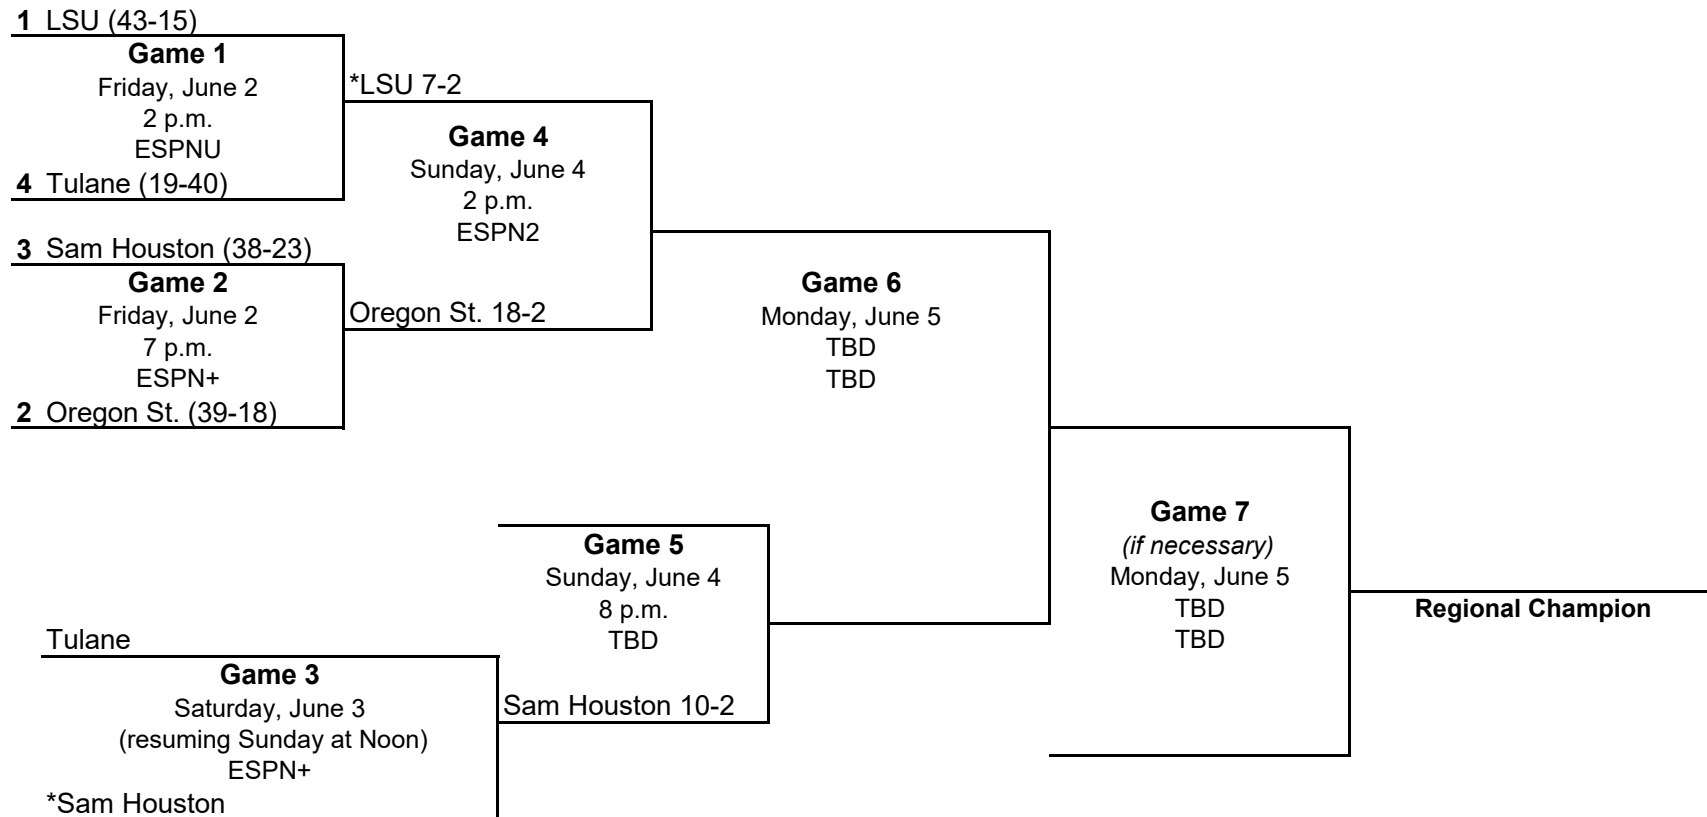 1 LSU (43-15)
Game 1
Friday, June 2
2 p.m.
ESPNU
4 Tulane (19-40)
*LSU 7-2
Game 4
Sunday, June 4
2 p.m.
ESPN2
3 Sam Houston (38-23)
Game 2
Friday, June 2
7 p.m.
ESPN+
2 Oregon St. (39-18)
Oregon St. 18-2
Game 6
Monday, June 5
TBD
TBD
Game 5
Sunday, June 4
8 p.m.
TBD
Tulane
Game 3
Saturday, June 3
(resuming Sunday at Noon)
ESPN+
*Sam Houston
Sam Houston 10-2
Game 7
(if necessary)
Monday, June 5
TBD
TBD
Regional Champion